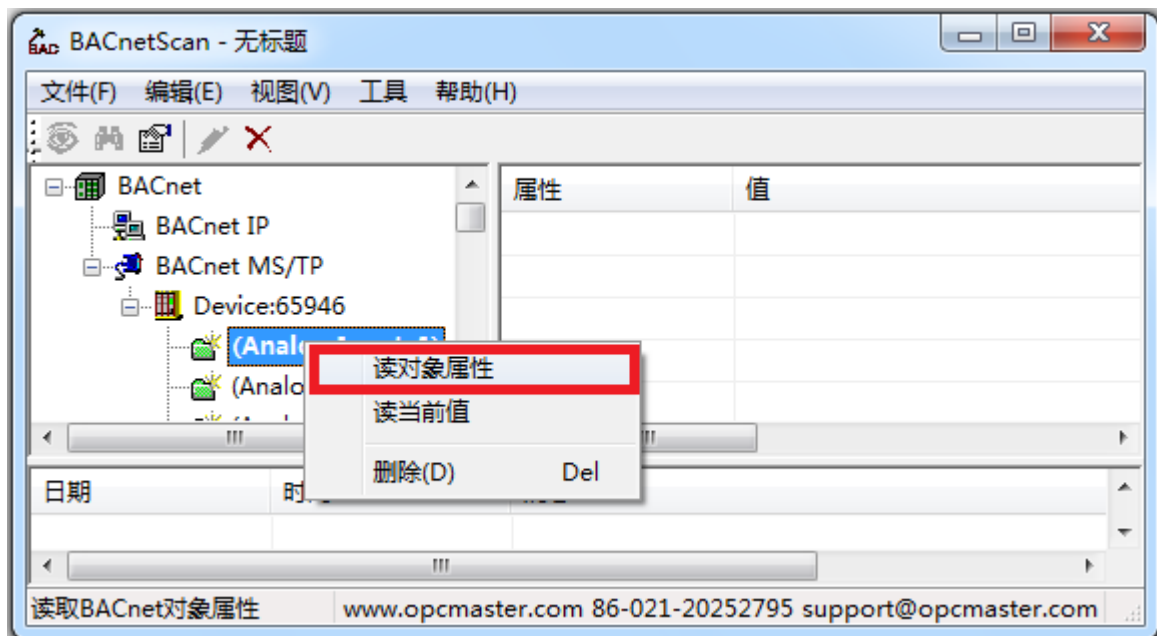 BACnetScan - 无标题
文件(F) 编辑(E) 视图(V) 工具 帮助(H)
BACnet
属性 值
BACnet IP
BACnet MS/TP
Device:65946
读对象属性
读当前值
删除(D) Del
日期
读取BACnet对象属性 www.opcmaster.com 86-021-20252795 support@opcmaster.com